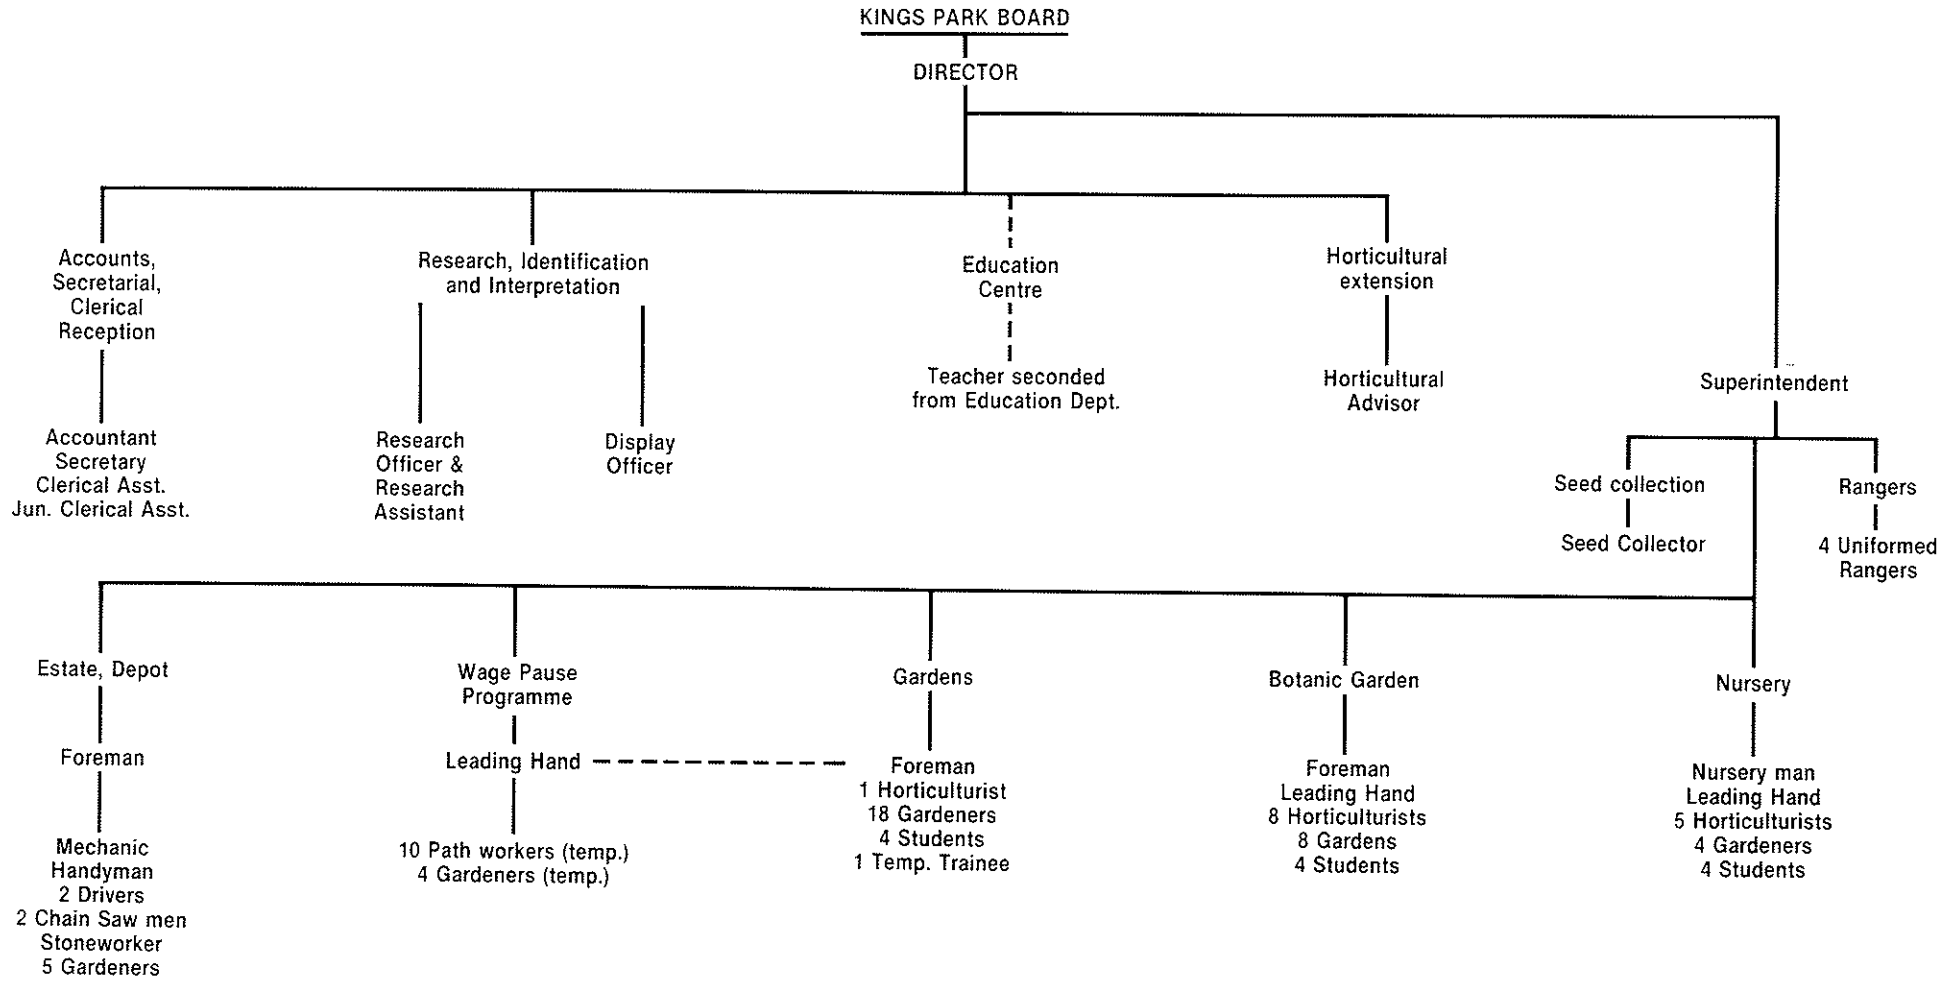 KINGS PARK BOARD
DIRECTOR
Accounts,
Secretarial,
Clerical
Reception
Research, Identification
and Interpretation
Education
Centre
Horticultural
extension
Accountant
Secretary
Clerical Asst.
Jun. Clerical Asst.
Research
Officer &
Research
Assistant
Display
Officer
Teacher seconded
from Education Dept.
Horticultural
Advisor
Superintendent
Seed collection
Seed Collector
Rangers
4 Uniformed
Rangers
Estate, Depot
Foreman
Mechanic
Handyman
2 Drivers
2 Chain Saw men
Stoneworker
5 Gardeners
Wage Pause
Programme
Leading Hand
10 Path workers (temp.)
4 Gardeners (temp.)
Gardens
Foreman
1 Horticulturist
18 Gardeners
4 Students
1 Temp. Trainee
Botanic Garden
Foreman
Leading Hand
8 Horticulturists
8 Gardens
4 Students
Nursery
Nursery man
Leading Hand
5 Horticulturists
4 Gardeners
4 Students